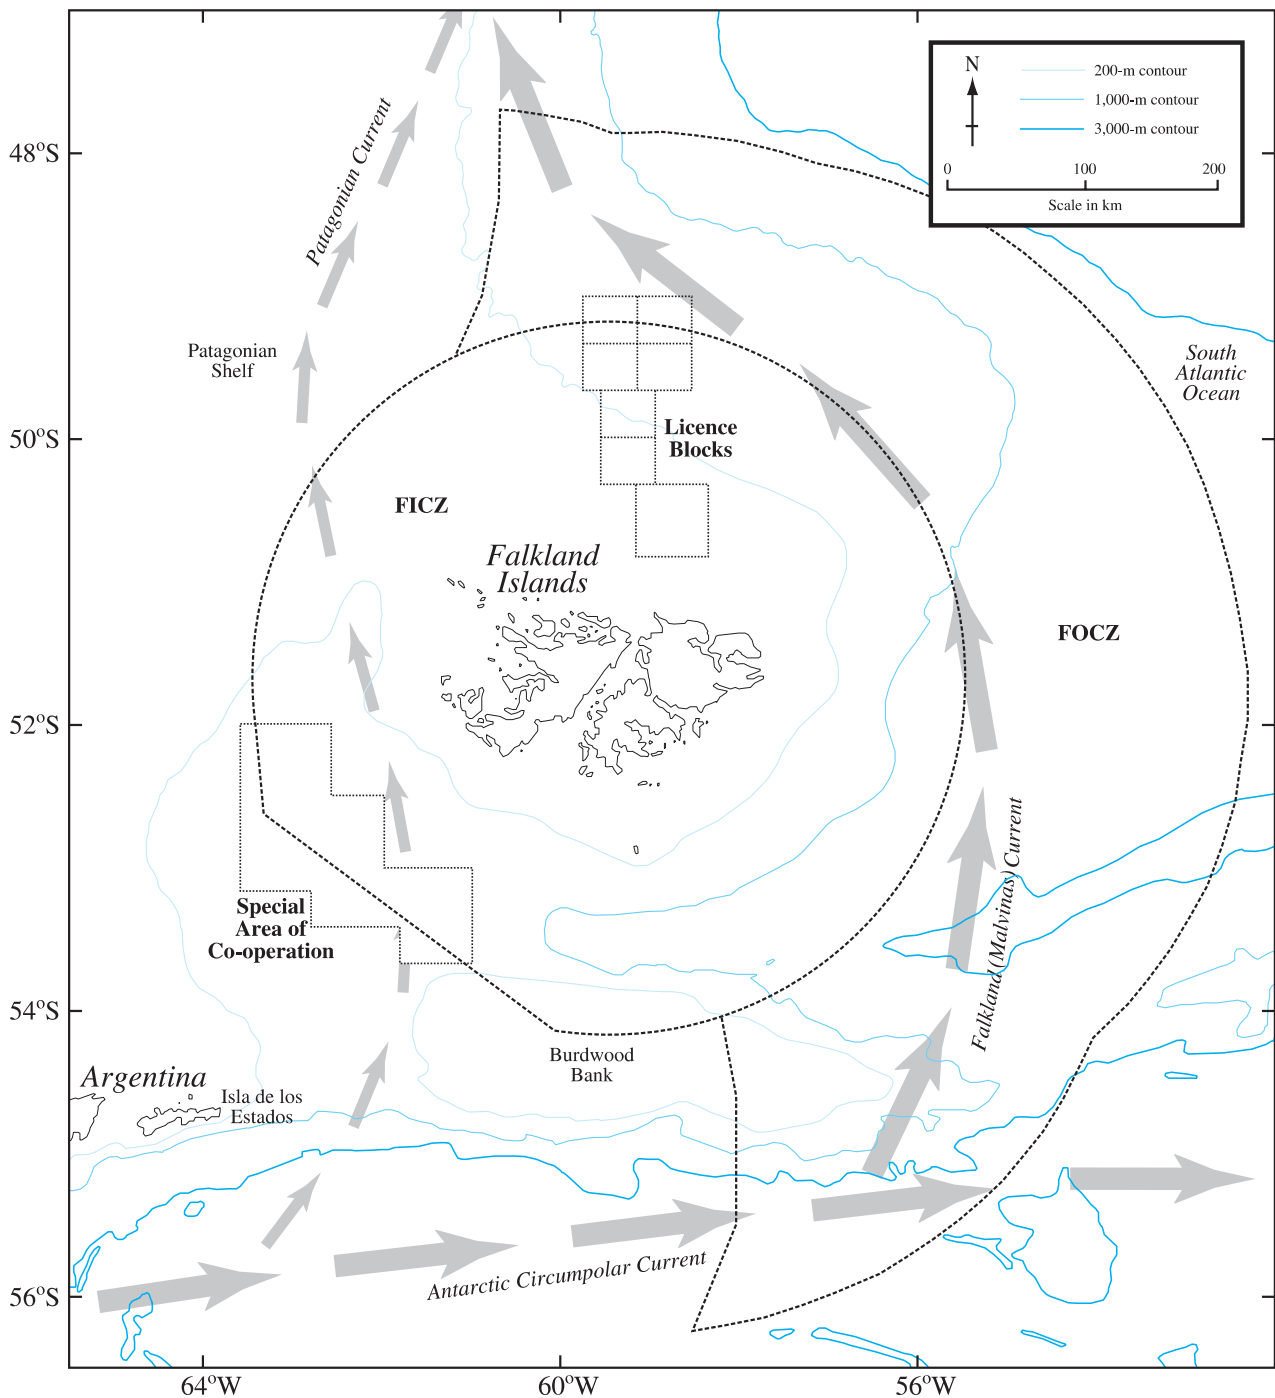 N
200-m contour
1,000-m contour
3,000-m contour
0
100
200
Scale in km
48°S
50°S
52°S
54°S
56°S
Patagonian Current
Patagonian
Shelf
South
Atlantic
Ocean
Licence
Blocks
FICZ
Falkland
Islands
FOCZ
Special
Area of
Co-operation
Falkland (Malvinas) Current
Burdwood
Bank
Argentina
Isla de los
Estados
Antarctic Circumpolar Current
64°W
60°W
56°W